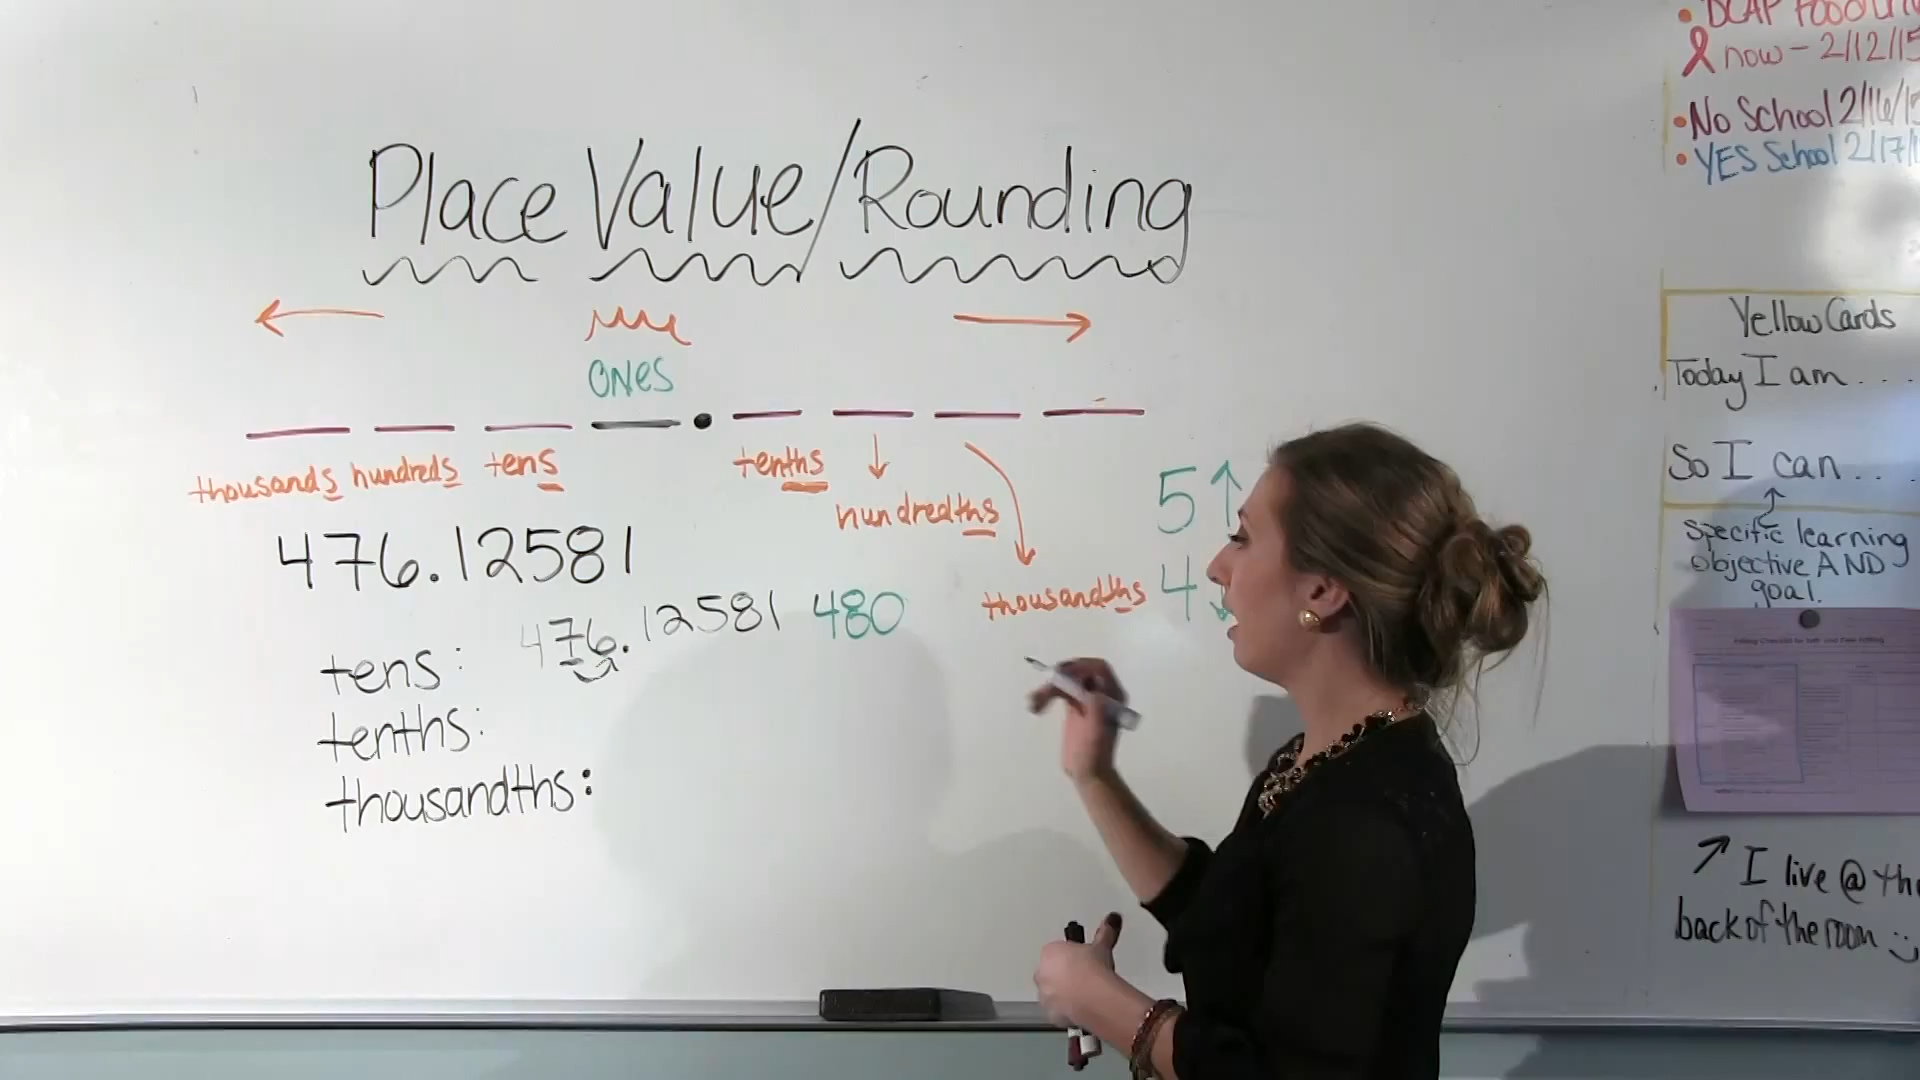 Place Value/Rounding
ONES
thousands hundreds tens
tenths
hundredths
thousandths
476.12581
5
4
tens: 476.12581 480
tenths:
thousandths:
now - 2/12/15
No School 2/16/15
YES School 2/17/1
Yellow Cards
Today I am . . . .
So I can . . .
Specific learning
objective AND
goal.
I live @ the
back of the room